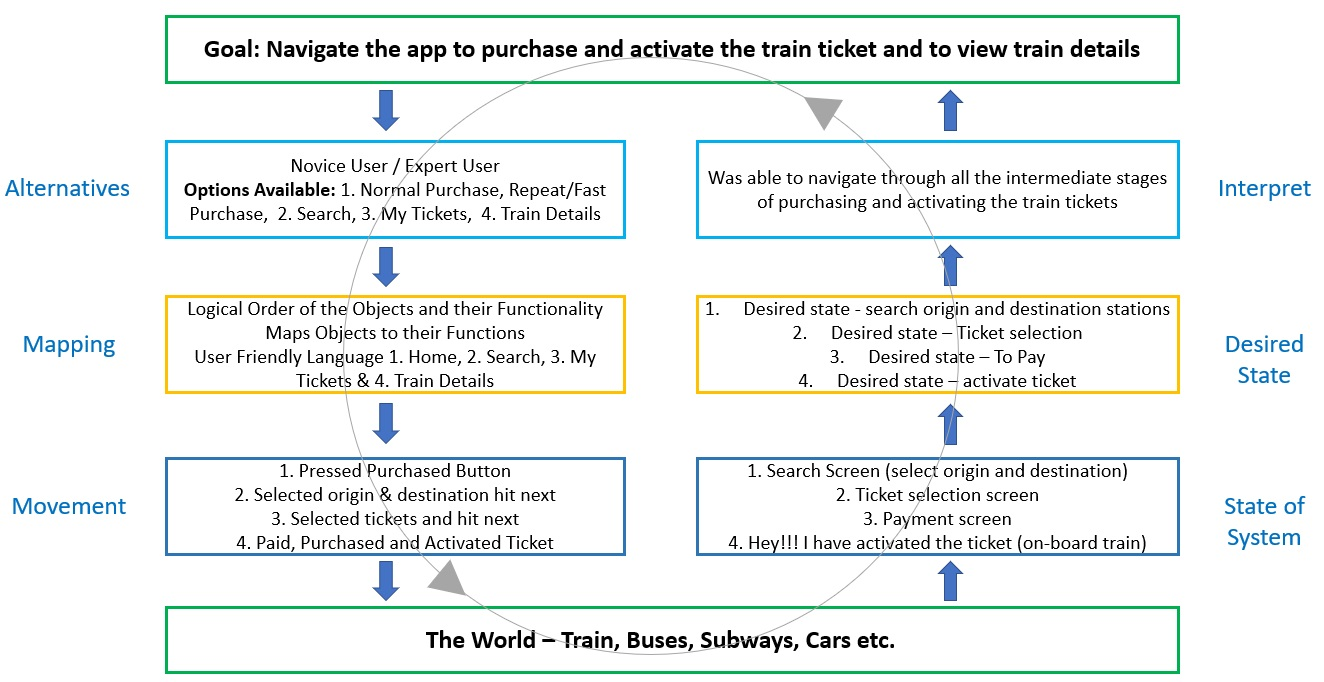 Goal: Navigate the app to purchase and activate the train ticket and to view train details
Alternatives
Novice User / Expert User
Options Available: 1. Normal Purchase, Repeat/Fast
Purchase, 2. Search, 3. My Tickets, 4. Train Details
Was able to navigate through all the intermediate stages
of purchasing and activating the train tickets
Interpret
Mapping
Logical Order of the Objects and their Functionality
Maps Objects to their Functions
User Friendly Language 1. Home, 2. Search, 3. My
Tickets & 4. Train Details
1. Desired state - search origin and destination stations
2. Desired state – Ticket selection
3. Desired state – To Pay
4. Desired state – activate ticket
Desired
State
Movement
1. Pressed Purchased Button
2. Selected origin & destination hit next
3. Selected tickets and hit next
4. Paid, Purchased and Activated Ticket
1. Search Screen (select origin and destination)
2. Ticket selection screen
3. Payment screen
4. Hey!!! I have activated the ticket (on-board train)
State of
System
The World – Train, Buses, Subways, Cars etc.